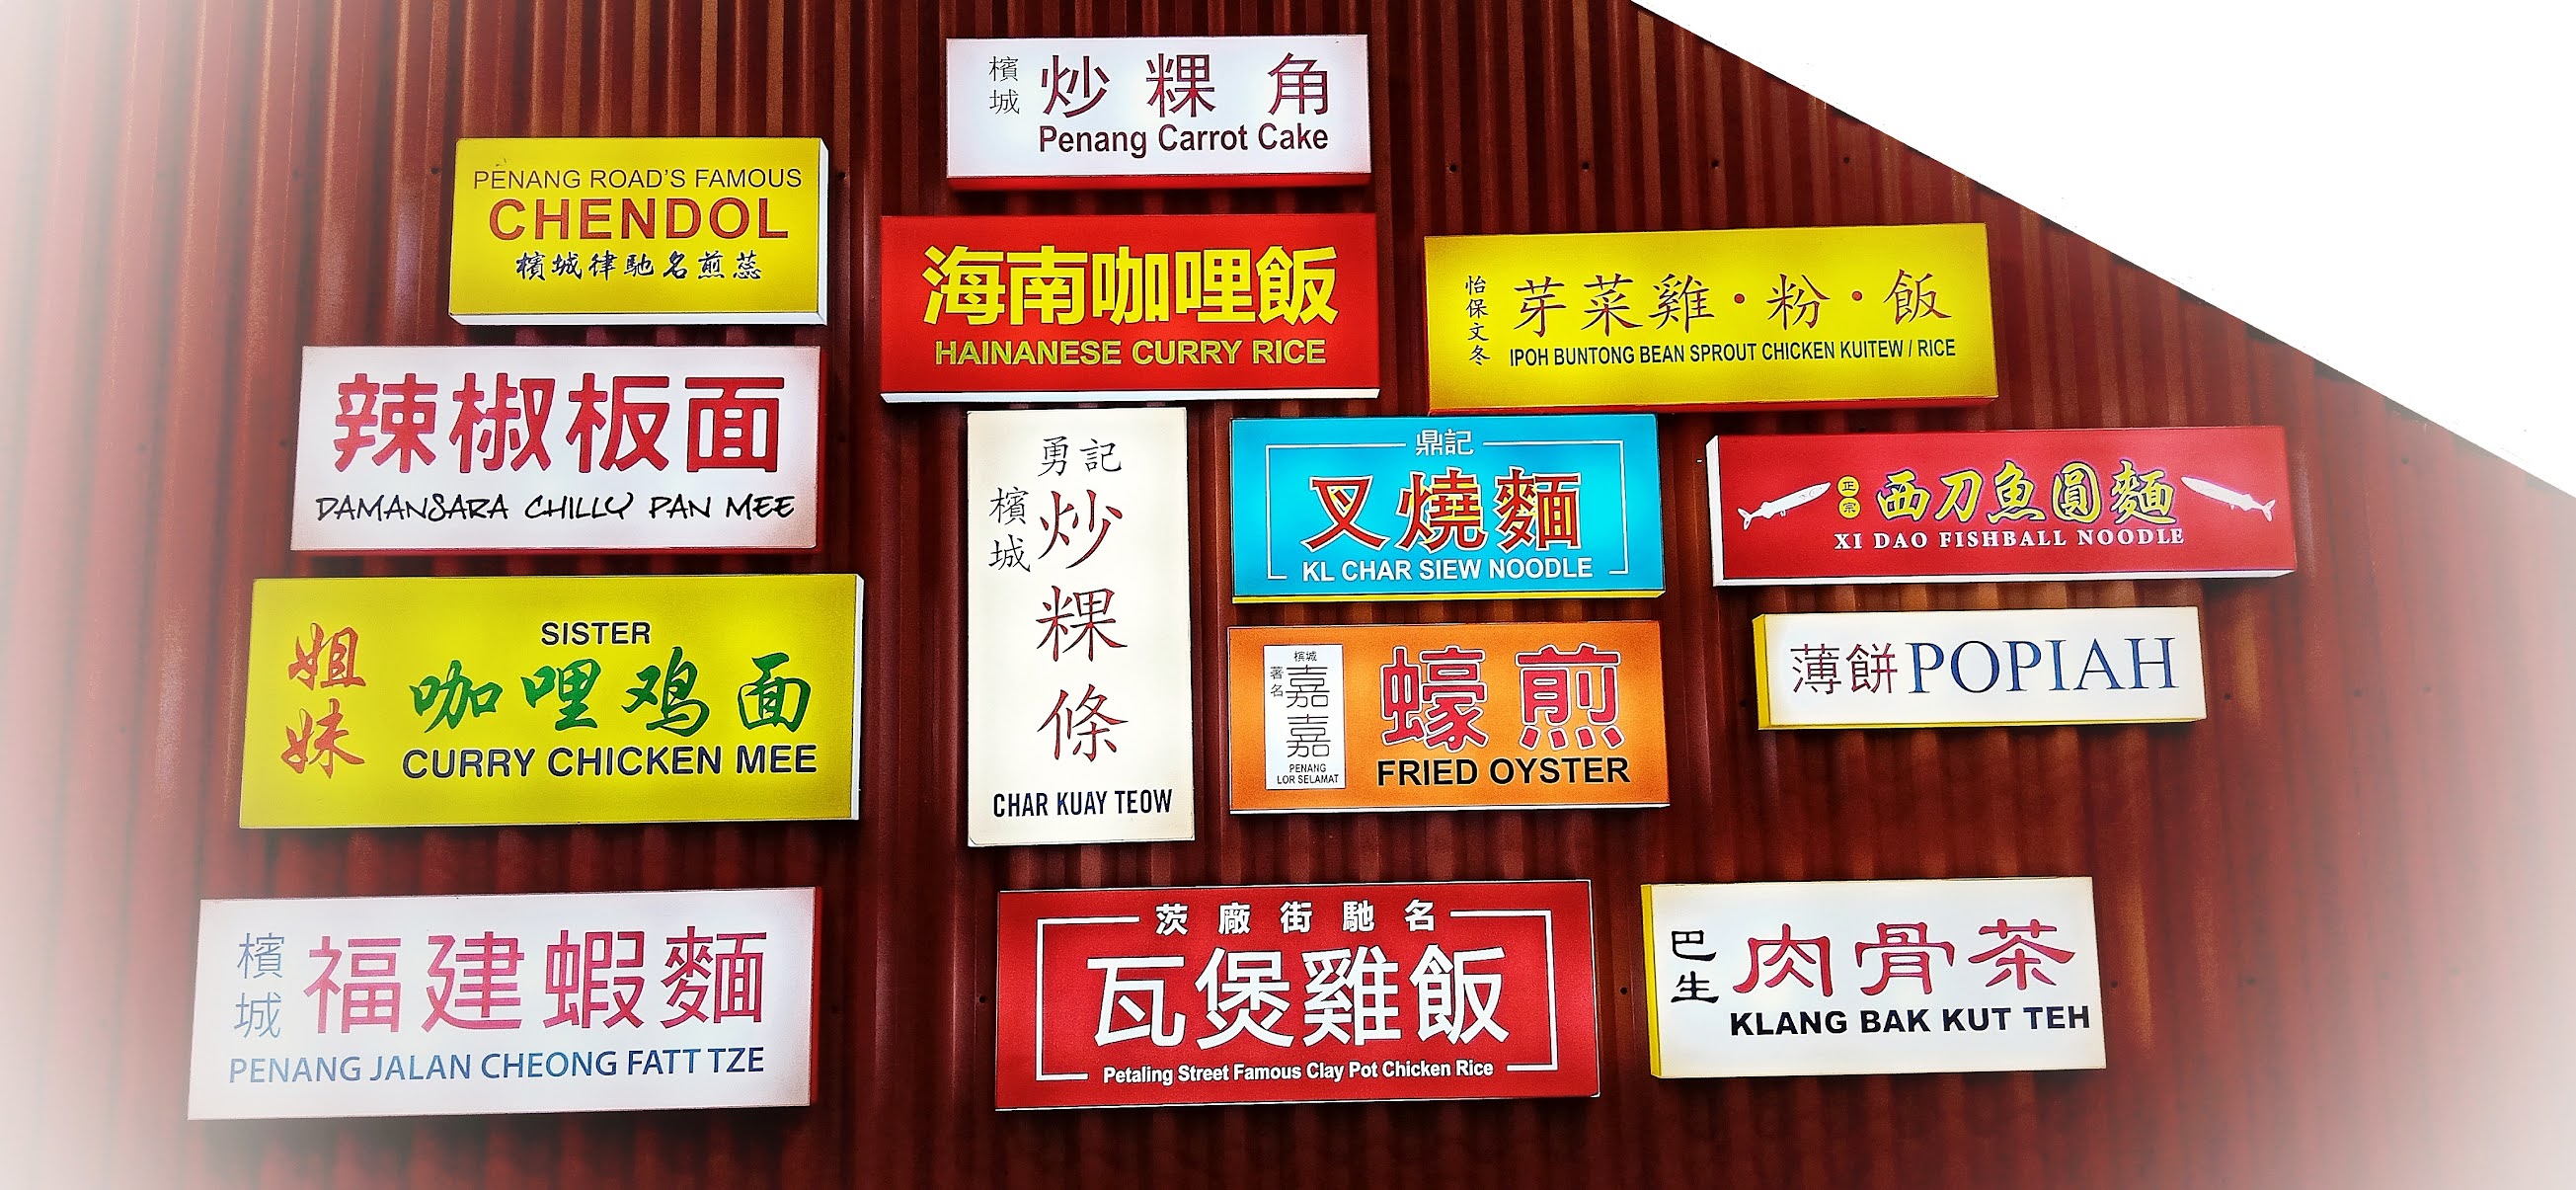 檳城
炒粿角
Penang Carrot Cake
PENANG ROAD'S FAMOUS
CHENDOL
檳城律馳名煎蕊
海南咖哩飯
HAINANESE CURRY RICE
怡保文冬
芽菜雞·粉·飯
IPOH BUNTONG BEAN SPROUT CHICKEN KUITEW / RICE
辣椒板面
DAMANSARA CHILLY PAN MEE
勇記
檳城
炒粿條
CHAR KUAY TEOW
鼎記
叉燒麵
KL CHAR SIEW NOODLE
正宗
西刀魚圓麵
XI DAO FISHBALL NOODLE
姐妹
SISTER
咖哩鸡面
CURRY CHICKEN MEE
檳城
著名
嘉嘉
PENANG
LOR SELAMAT
蠔煎
FRIED OYSTER
薄餅 POPIAH
檳城
福建蝦麵
PENANG JALAN CHEONG FATT TZE
茨廠街馳名
瓦煲雞飯
Petaling Street Famous Clay Pot Chicken Rice
巴生
肉骨茶
KLANG BAK KUT TEH